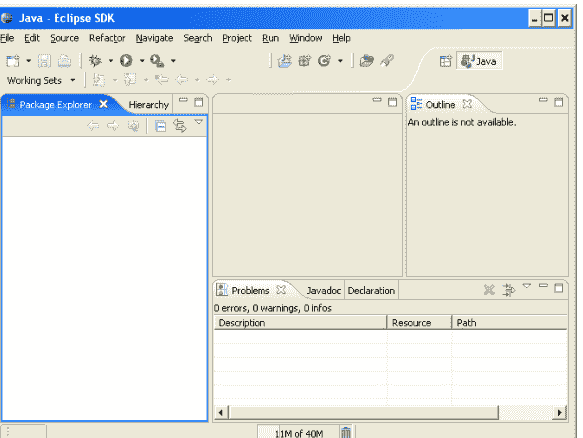 Java - Eclipse SDK
File Edit Source Refactor Navigate Search Project Run Window Help
Java
Working Sets
Package Explorer Hierarchy
Outline
An outline is not available.
Problems Javadoc Declaration
0 errors, 0 warnings, 0 infos
Description Resource Path
11M of 40M